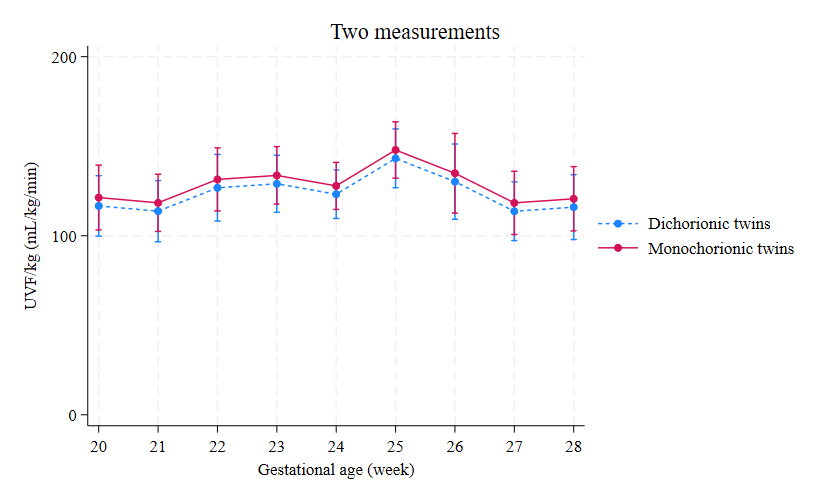 Two measurements
200
100
0
UVF/kg (mL/kg/min)
20 21 22 23 24 25 26 27 28
Gestational age (week)
Dichorionic twins
Monochorionic twins